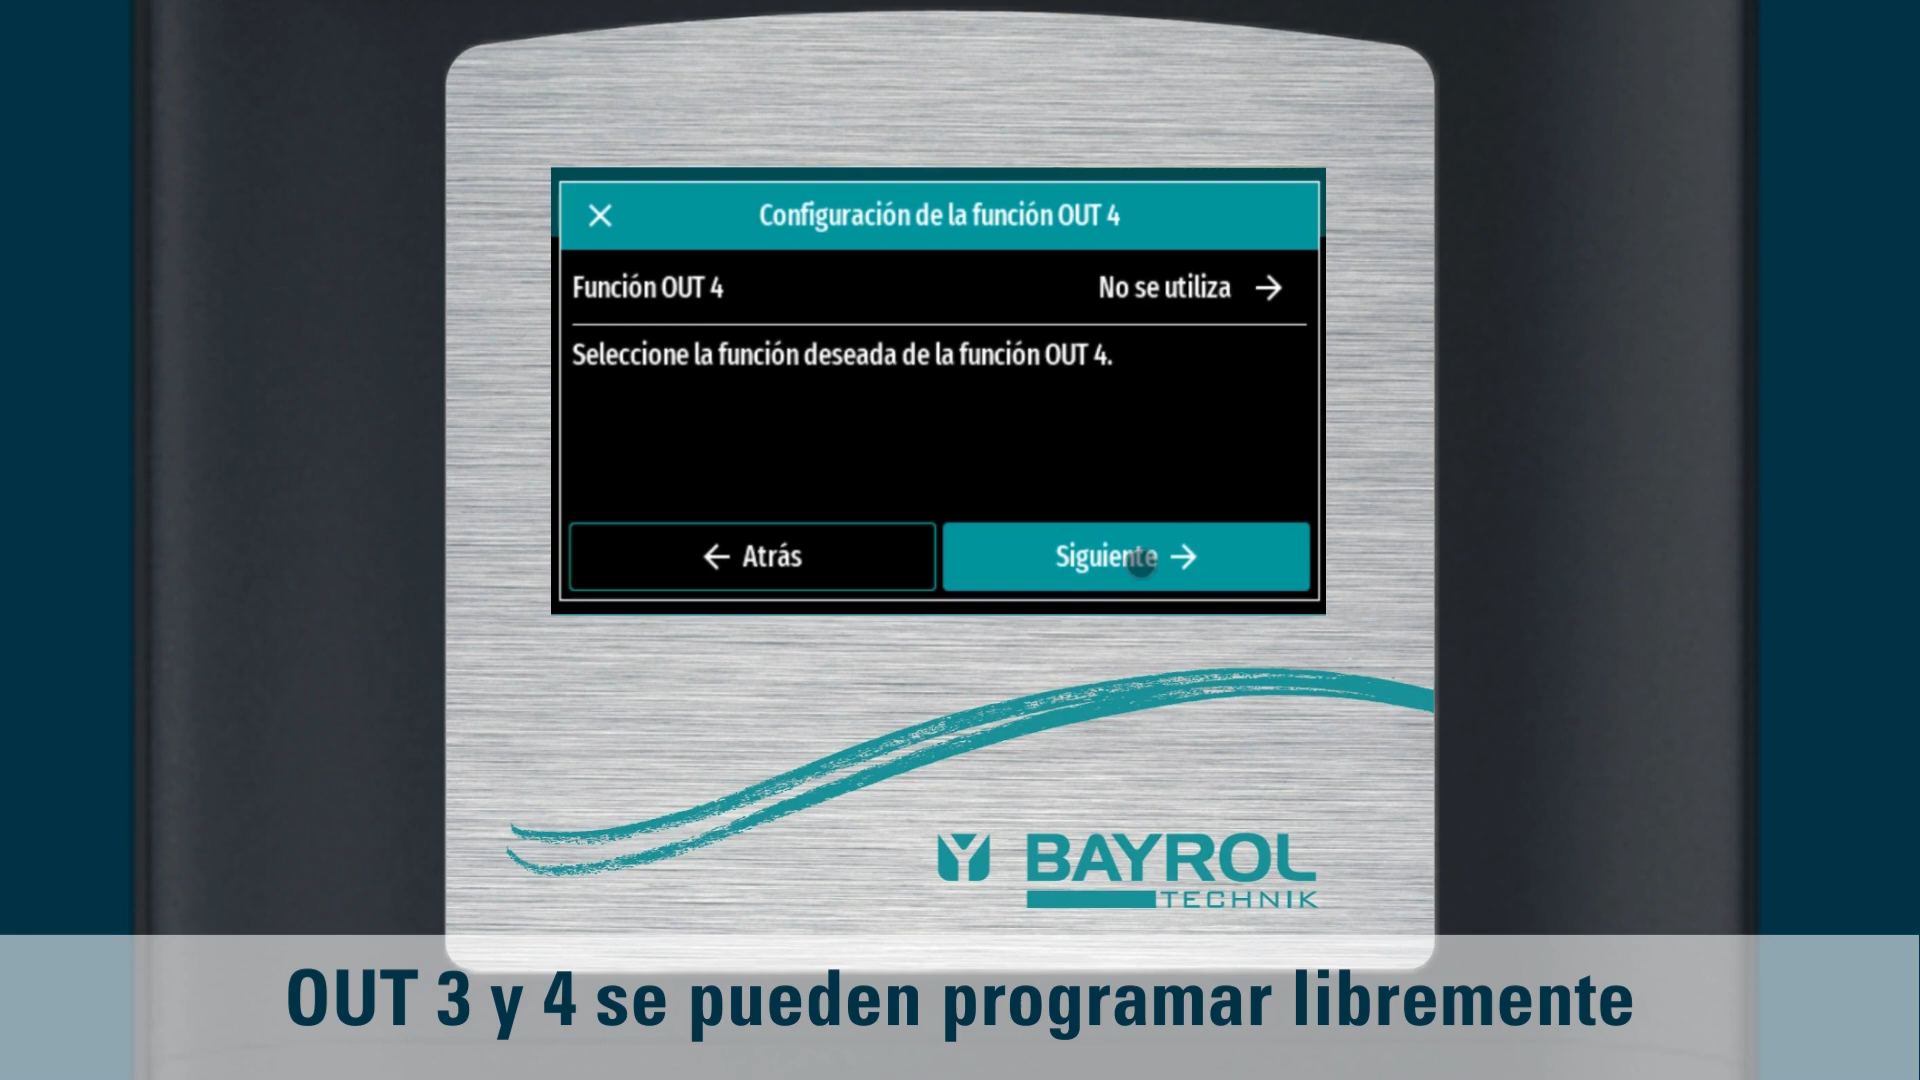 Configuración de la función OUT 4
Función OUT 4
No se utiliza
Seleccione la función deseada de la función OUT 4.
Atrás
Siguiente
BAYROL
TECHNIK
OUT 3 y 4 se pueden programar libremente